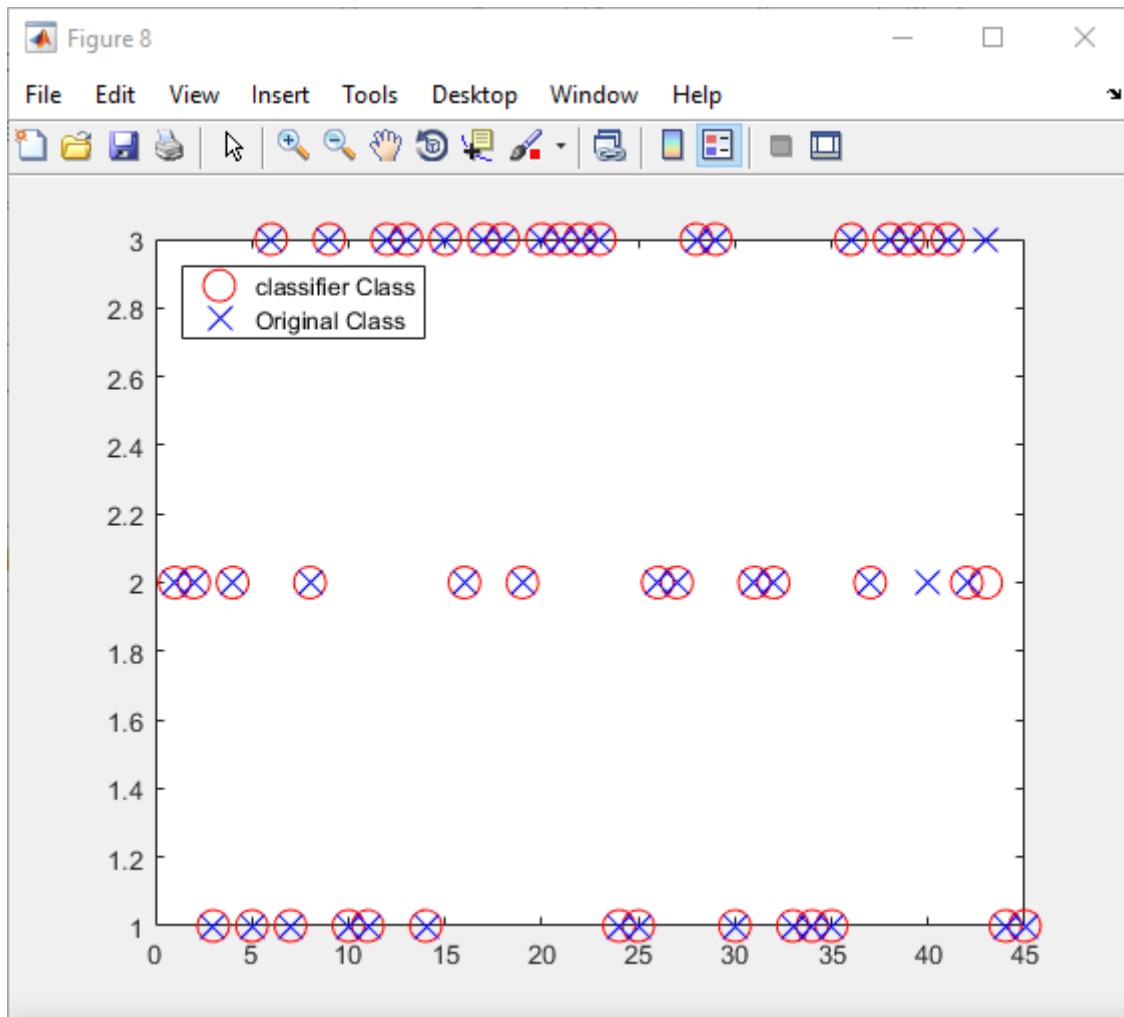 Figure 8
File Edit View Insert Tools Desktop Window Help
3
classifier Class
2.8
Original Class
2.6
2.4
2.2
2
1.8
1.6
1.4
1.2
1
0 5 10 15 20 25 30 35 40 45